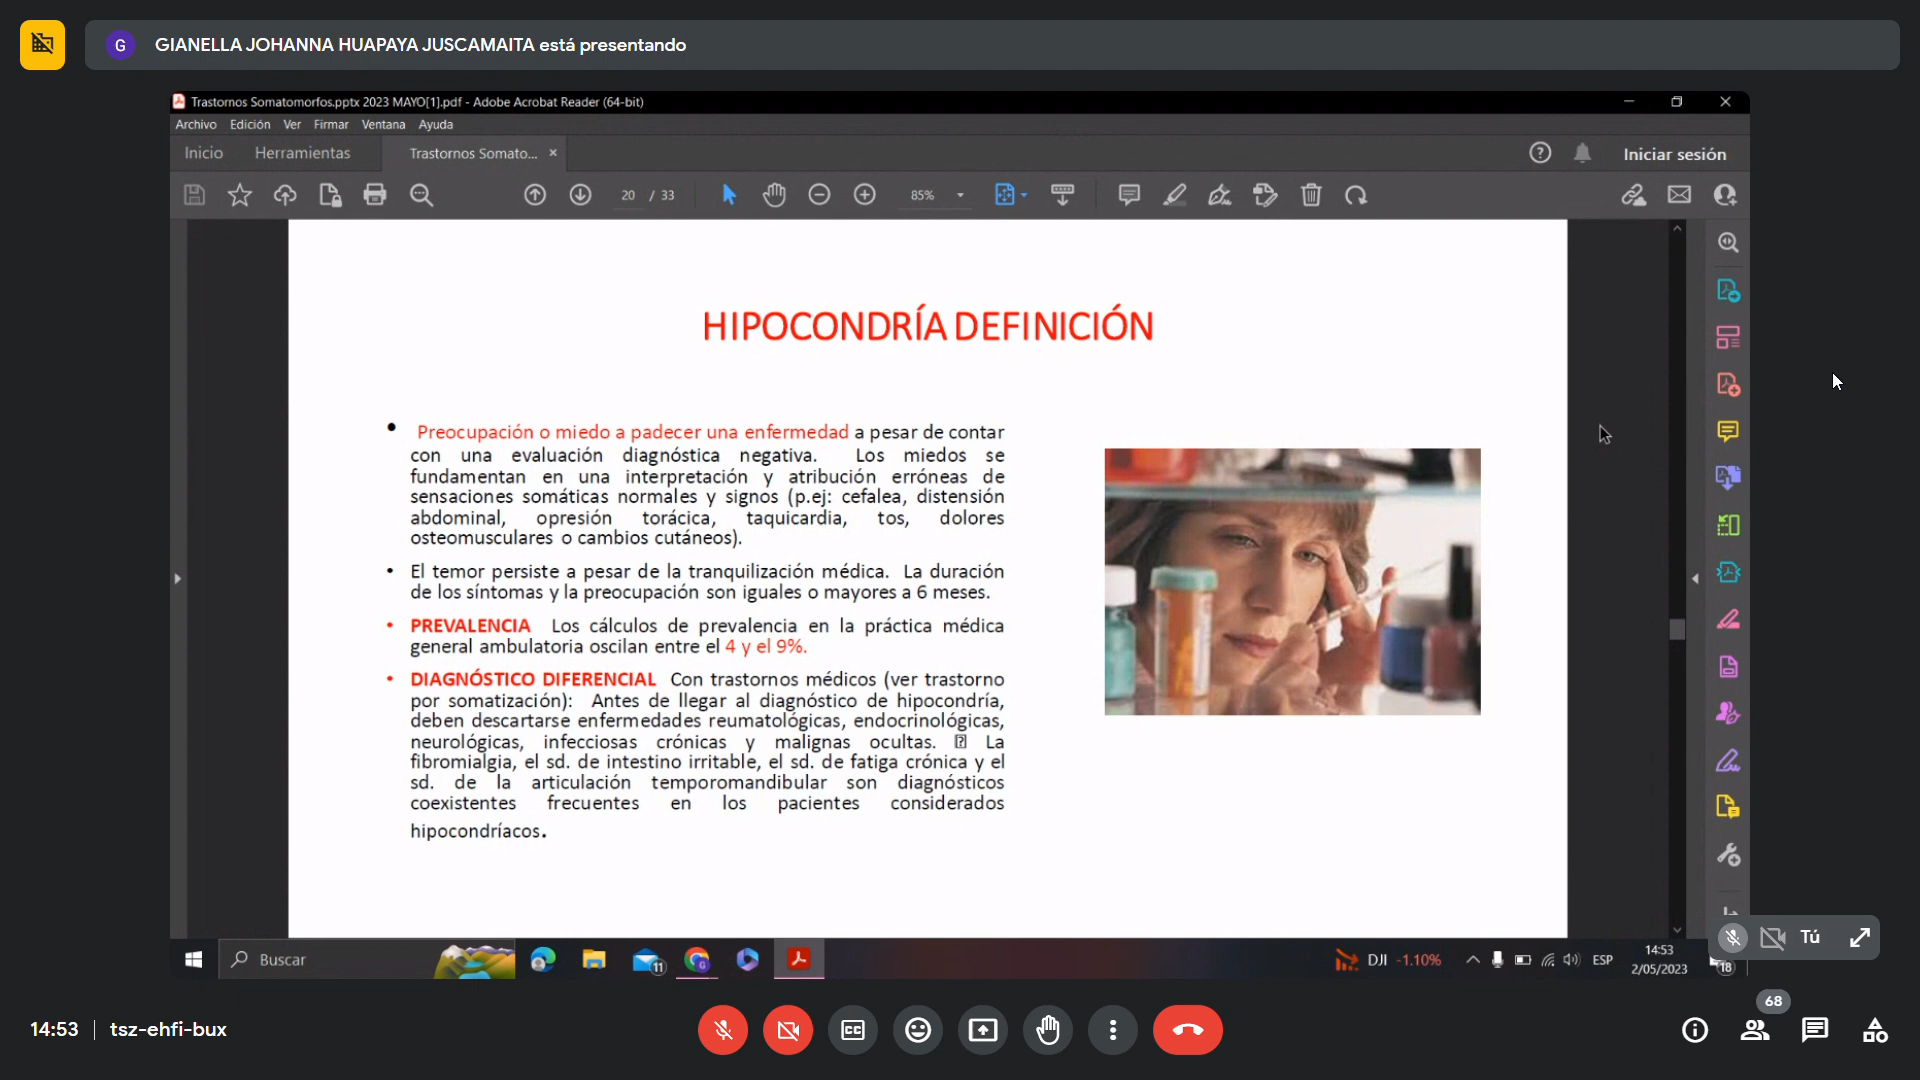 G GIANELLA JOHANNA HUAPAYA JUSCAMAITA está presentando
Trastornos Somatomorfos.pptx 2023 MAYO[1].pdf - Adobe Acrobat Reader (64-bit)
Archivo Edición Ver Firmar Ventana Ayuda
Inicio Herramientas Trastornos Somato... × Iniciar sesión
20 / 33 85%
HIPOCONDRÍA DEFINICIÓN
• Preocupación o miedo a padecer una enfermedad a pesar de contar
con una evaluación diagnóstica negativa. Los miedos se
fundamentan en una interpretación y atribución erróneas de
sensaciones somáticas normales y signos (p.ej: cefalea, distensión
abdominal, opresión torácica, taquicardia, tos, dolores
osteomusculares o cambios cutáneos).
• El temor persiste a pesar de la tranquilización médica. La duración
de los síntomas y la preocupación son iguales o mayores a 6 meses.
• PREVALENCIA Los cálculos de prevalencia en la práctica médica
general ambulatoria oscilan entre el 4 y el 9%.
• DIAGNÓSTICO DIFERENCIAL Con trastornos médicos (ver trastorno
por somatización): Antes de llegar al diagnóstico de hipocondría,
deben descartarse enfermedades reumatológicas, endocrinológicas,
neurológicas, infecciosas crónicas y malignas ocultas. 🯄 La
fibromialgia, el sd. de intestino irritable, el sd. de fatiga crónica y el
sd. de la articulación temporomandibular son diagnósticos
coexistentes frecuentes en los pacientes considerados
hipocondríacos.
Tú
Buscar
11
DJI -1.10%
ESP
14:53
2/05/2023
18
14:53 | tsz-ehfi-bux
68